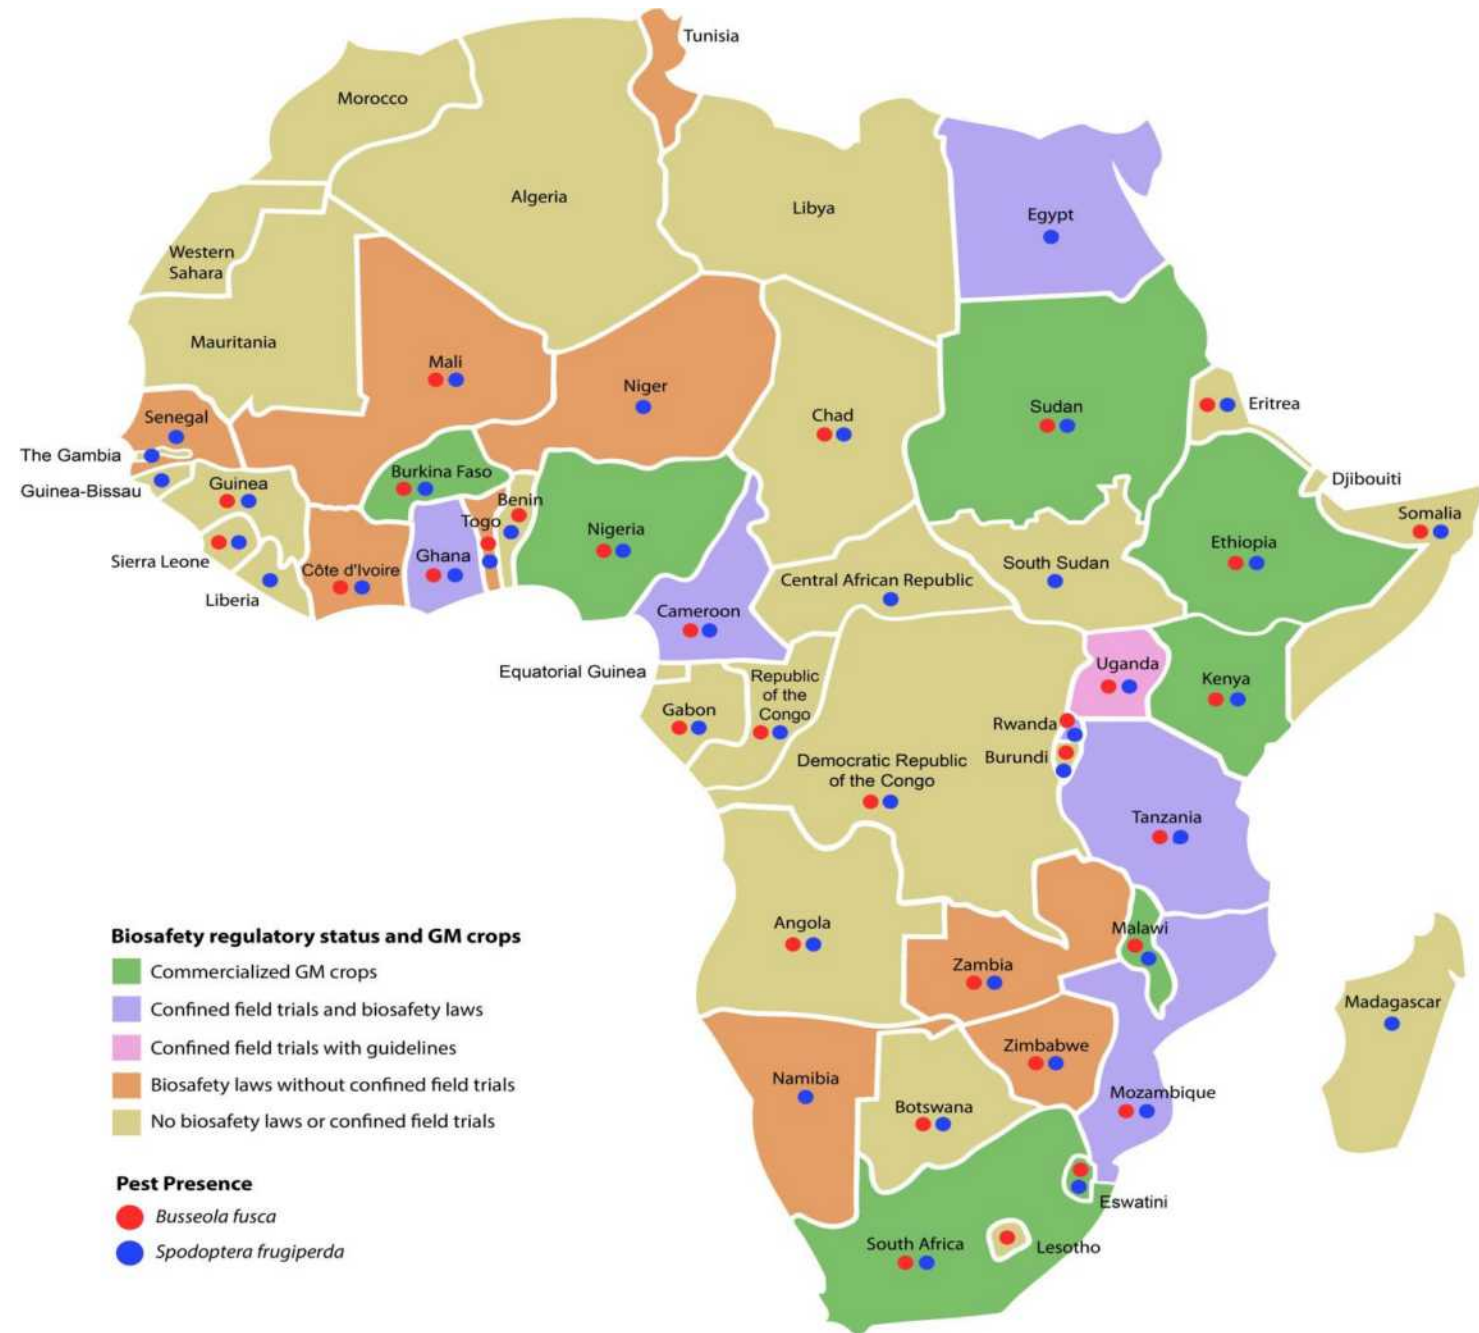 Tunisia
Morocco
Algeria
Libya
Egypt
Western
Sahara
Mauritania
Mali
Niger
Chad
Sudan
Eritrea
Senegal
The Gambia
Guinea-Bissau
Guinea
Burkina Faso
Benin
Togo
Nigeria
Djibouiti
Somalia
Ethiopia
Sierra Leone
Liberia
Côte d'Ivoire
Ghana
Cameroon
Central African Republic
South Sudan
Equatorial Guinea
Gabon
Republic
of the
Congo
Uganda
Kenya
Rwanda
Burundi
Democratic Republic
of the Congo
Tanzania
Angola
Zambia
Malawi
Madagascar
Namibia
Zimbabwe
Botswana
Mozambique
Eswatini
South Africa
Lesotho
Biosafety regulatory status and GM crops
Commercialized GM crops
Confined field trials and biosafety laws
Confined field trials with guidelines
Biosafety laws without confined field trials
No biosafety laws or confined field trials
Pest Presence
Busseola fusca
Spodoptera frugiperda